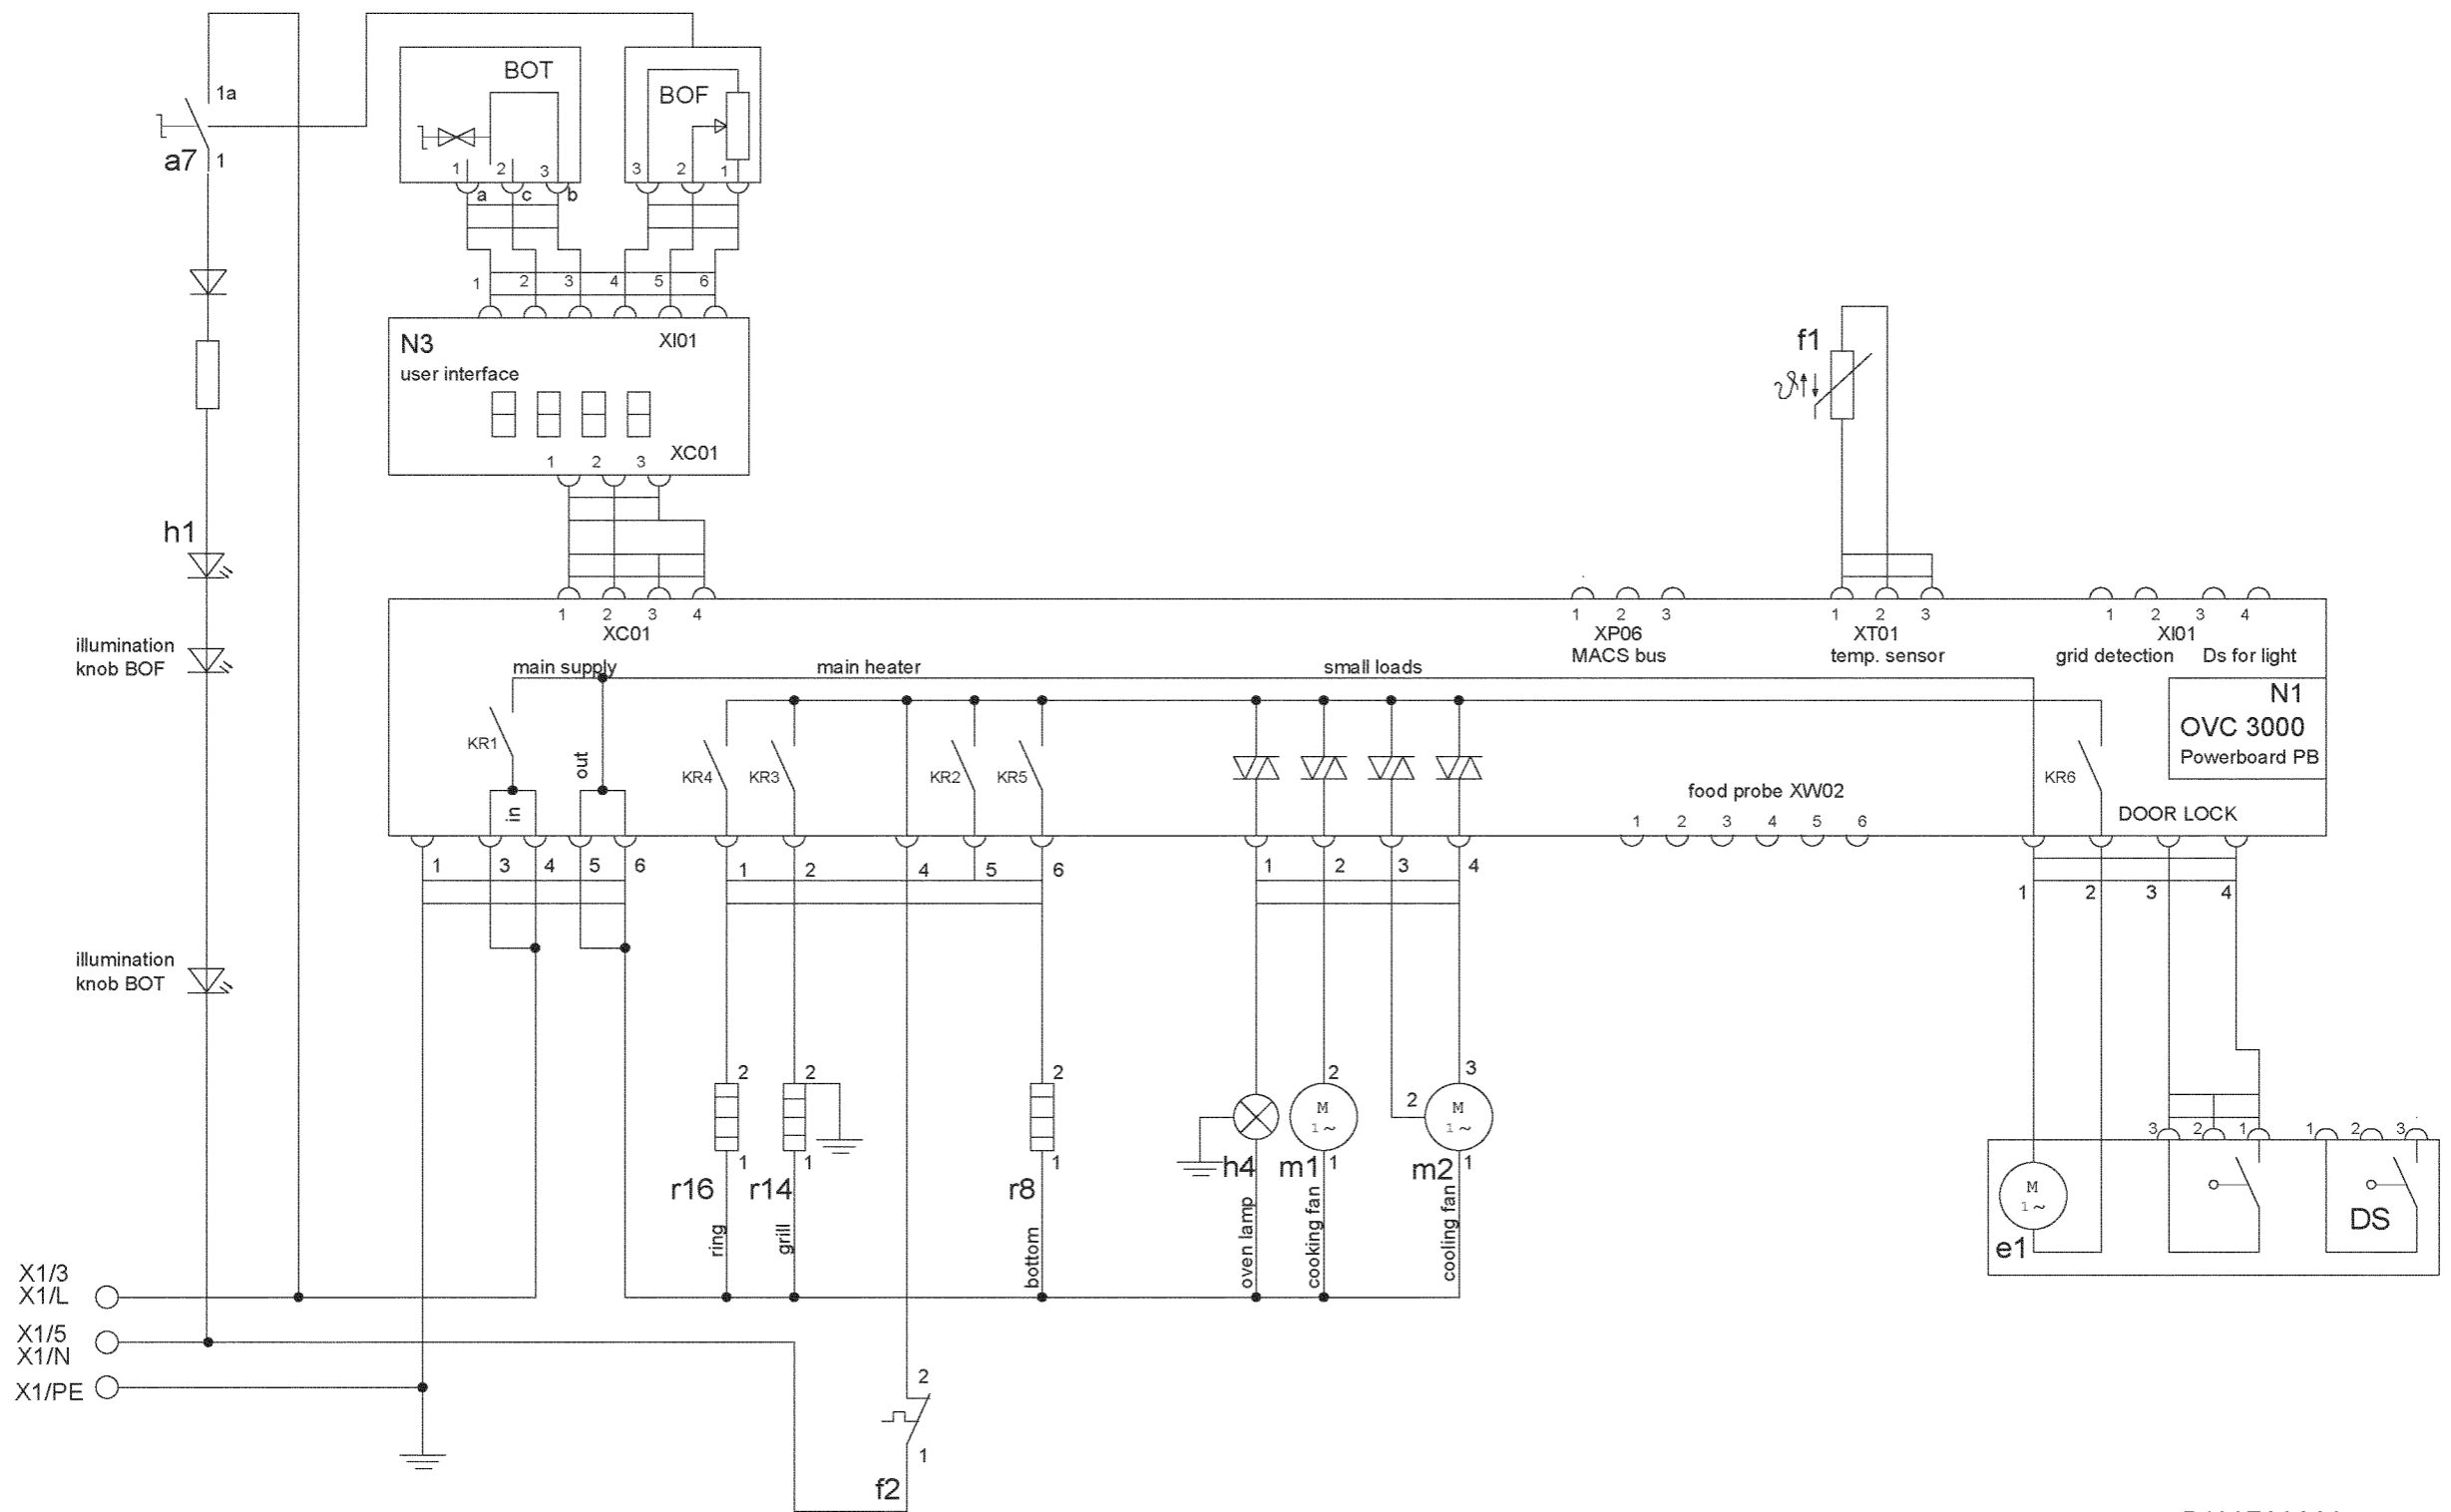 1a
a7
1
BOT
1
2
3
a
c
b
BOF
3
2
1
1
2
3
4
5
6
N3
XI01
user interface
XC01
1
2
3
f1
ϑ
h1
1
2
3
4
XC01
1
2
3
XP06
MACS bus
1
2
3
XT01
temp. sensor
1
2
3
4
XI01
grid detection
Ds for light
illumination
knob BOF
main supply
main heater
small loads
N1
OVC 3000
Powerboard PB
KR1
out
in
KR4
KR3
KR2
KR5
KR6
food probe XW02
1
2
3
4
5
6
DOOR LOCK
1
3
4
5
6
1
2
4
5
6
1
2
3
4
1
2
3
4
illumination
knob BOT
2
1
r16
ring
2
1
r14
grill
2
1
r8
bottom
h4
oven lamp
2
M
1~
m1
1
cooking fan
3
2
M
1~
m2
1
cooling fan
3
2
1
1
2
3
M
1~
e1
DS
X1/3
X1/L
X1/5
X1/N
X1/PE
2
1
f2